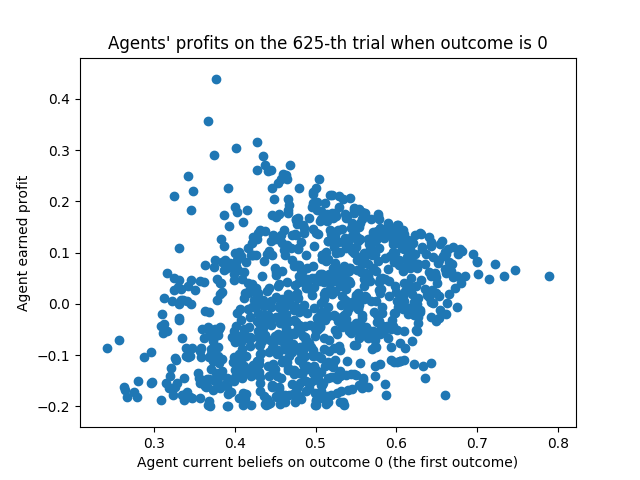 Agents' profits on the 625-th trial when outcome is 0
Agent earned profit
0.4
0.3
0.2
0.1
0.0
−0.1
−0.2
0.3 0.4 0.5 0.6 0.7 0.8
Agent current beliefs on outcome 0 (the first outcome)